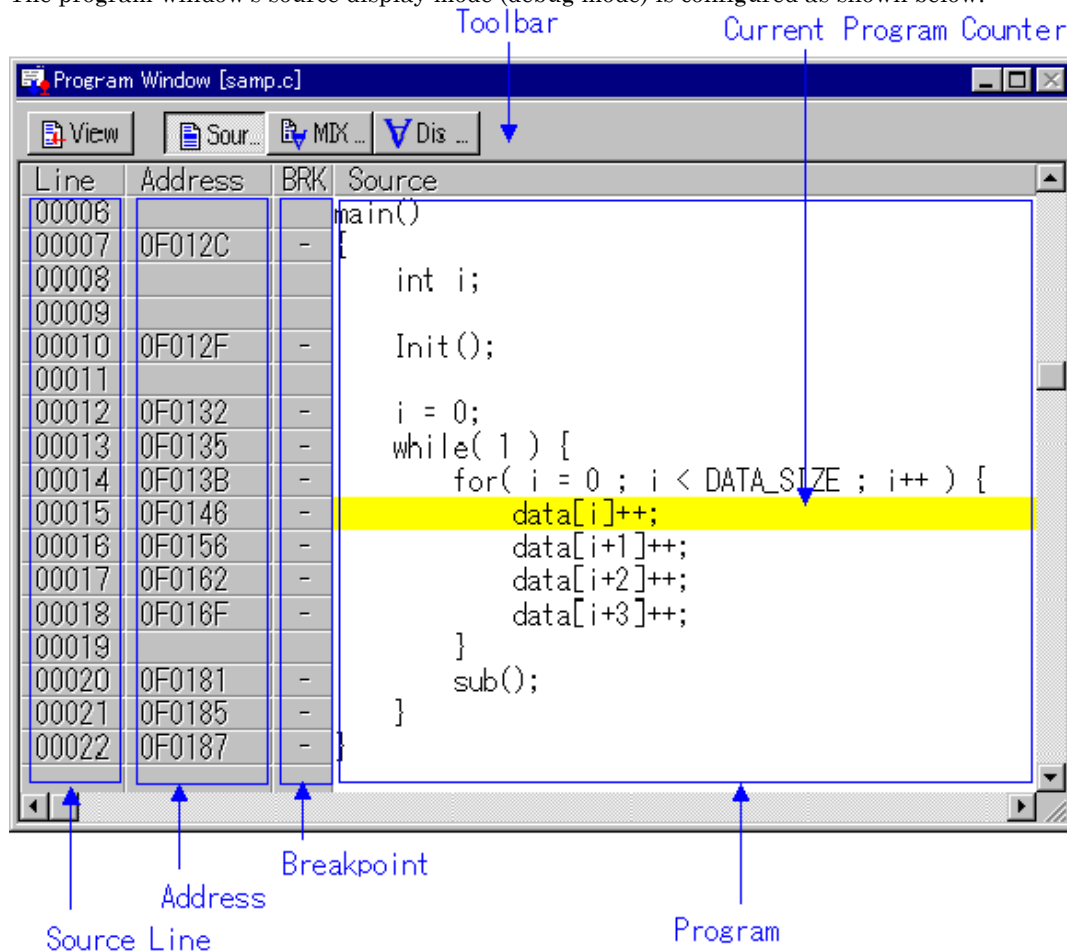 The program window's source display mode (debug mode) is configured as shown below.
Toolbar
Current Program Counter
Program Window [samp.c]
View Sour... MIX ... Dis ...
Line Address BRK Source
00006 main()
00007 0F012C - {
00008 int i;
00009
00010 0F012F - Init();
00011
00012 0F0132 - i = 0;
00013 0F0135 - while( 1 ) {
00014 0F013B - for( i = 0 ; i < DATA_SIZE ; i++ ) {
00015 0F0146 - data[i]++;
00016 0F0156 - data[i+1]++;
00017 0F0162 - data[i+2]++;
00018 0F016F - data[i+3]++;
00019 }
00020 0F0181 - sub();
00021 0F0185 - }
00022 0F0187 - }
Breakpoint
Address
Source Line
Program